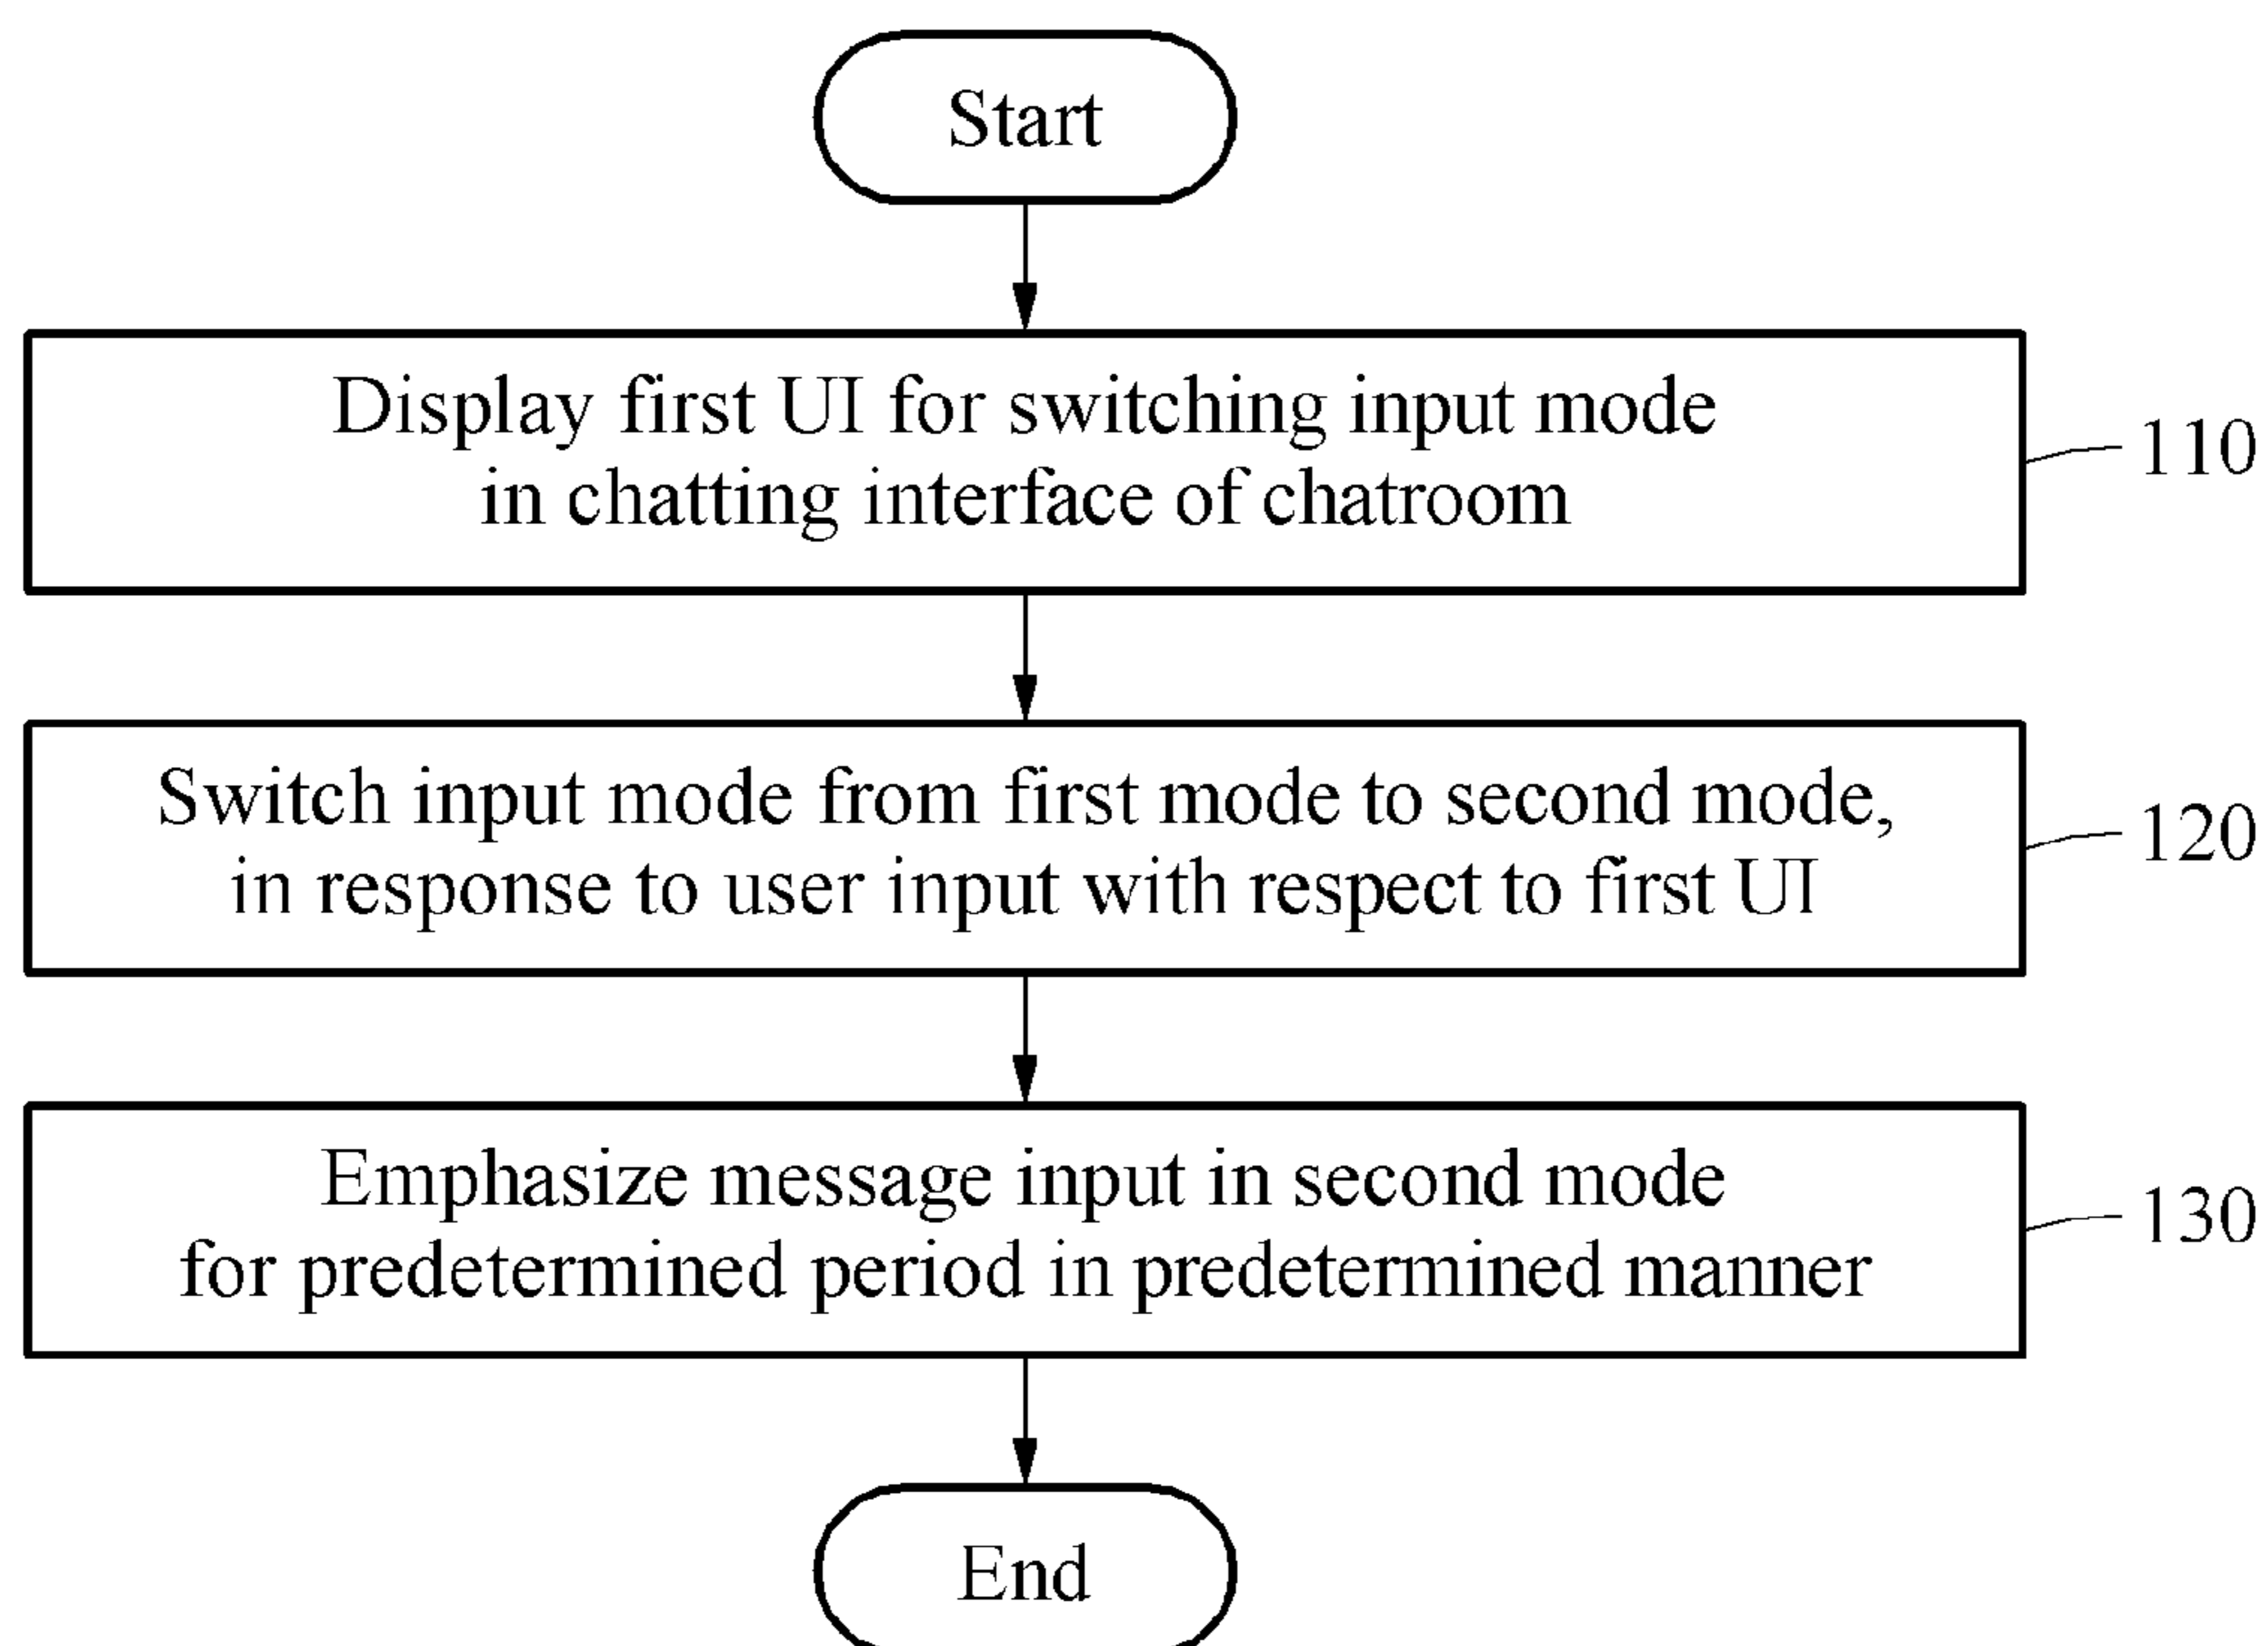 Start
Display first UI for switching input mode
in chatting interface of chatroom
110
Switch input mode from first mode to second mode,
in response to user input with respect to first UI
120
Emphasize message input in second mode
for predetermined period in predetermined manner
130
End